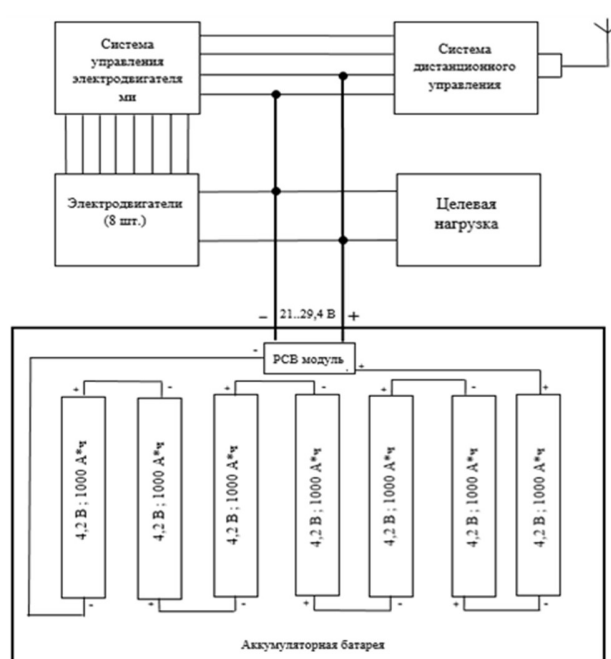 Система
управления
электродвигателя
ми
Система
дистанционного
управления
Электродвигатели
(8 шт.)
Целевая
нагрузка
– 21..29,4 В +
PCB модуль
- +
+ - + - + - +
4,2 В ; 1000 А*ч
4,2 В ; 1000 А*ч
4,2 В ; 1000 А*ч
4,2 В ; 1000 А*ч
4,2 В ; 1000 А*ч
4,2 В ; 1000 А*ч
4,2 В ; 1000 А*ч
- + - + - + -
Аккумуляторная батарея